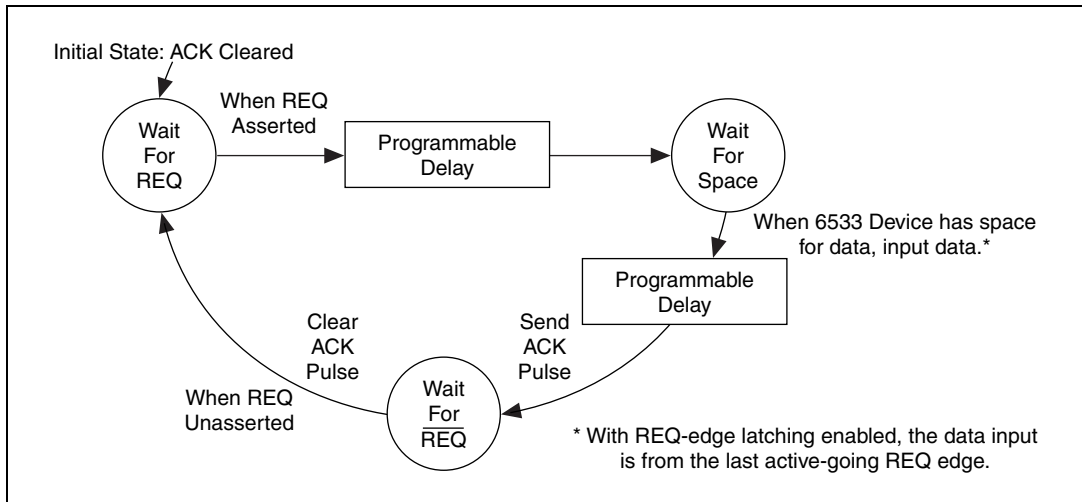 Initial State: ACK Cleared
Wait
For
REQ
When REQ
Asserted
Programmable
Delay
Wait
For
Space
When 6533 Device has space
for data, input data.*
Programmable
Delay
Send
ACK
Pulse
Wait
For
R̅E̅Q̅
Clear
ACK
Pulse
When REQ
Unasserted
* With REQ-edge latching enabled, the data input
is from the last active-going REQ edge.